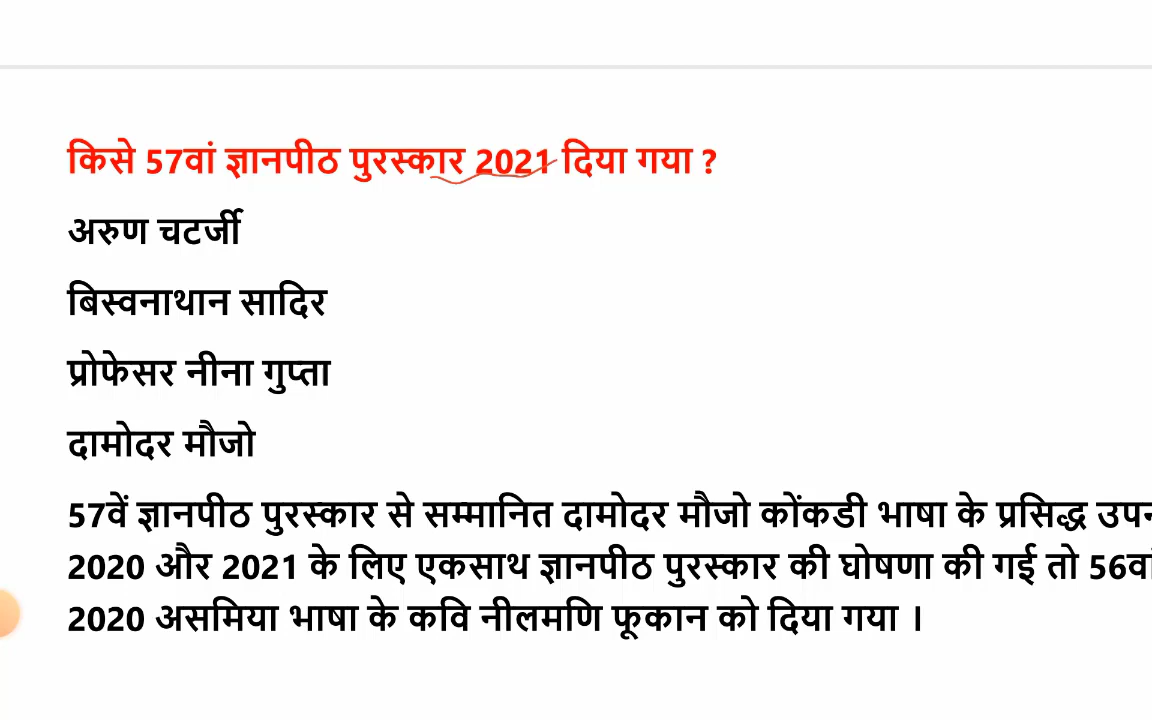 किसे 57वां ज्ञानपीठ पुरस्कार 2021 दिया गया ?
अरुण चटर्जी
बिस्वनाथान सादिर
प्रोफेसर नीना गुप्ता
दामोदर मौजो
57वें ज्ञानपीठ पुरस्कार से सम्मानित दामोदर मौजो कोंकडी भाषा के प्रसिद्ध
2020 और 2021 के लिए एकसाथ ज्ञानपीठ पुरस्कार की घोषणा की गई तो 56वां
2020 असमिया भाषा के कवि नीलमणि फूकान को दिया गया ।